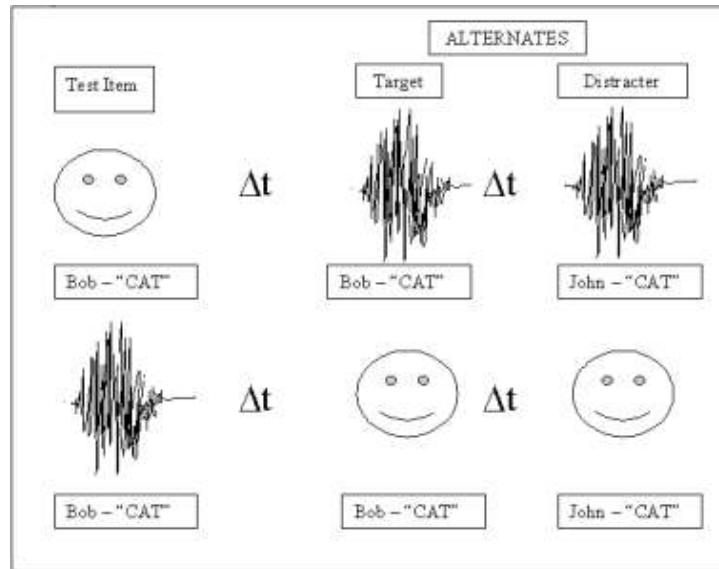 ALTERNATES
Test Item
Target
Distracter
Δt
Δt
Bob – “CAT”
Bob – “CAT”
John – “CAT”
Δt
Δt
Bob – “CAT”
Bob – “CAT”
John – “CAT”